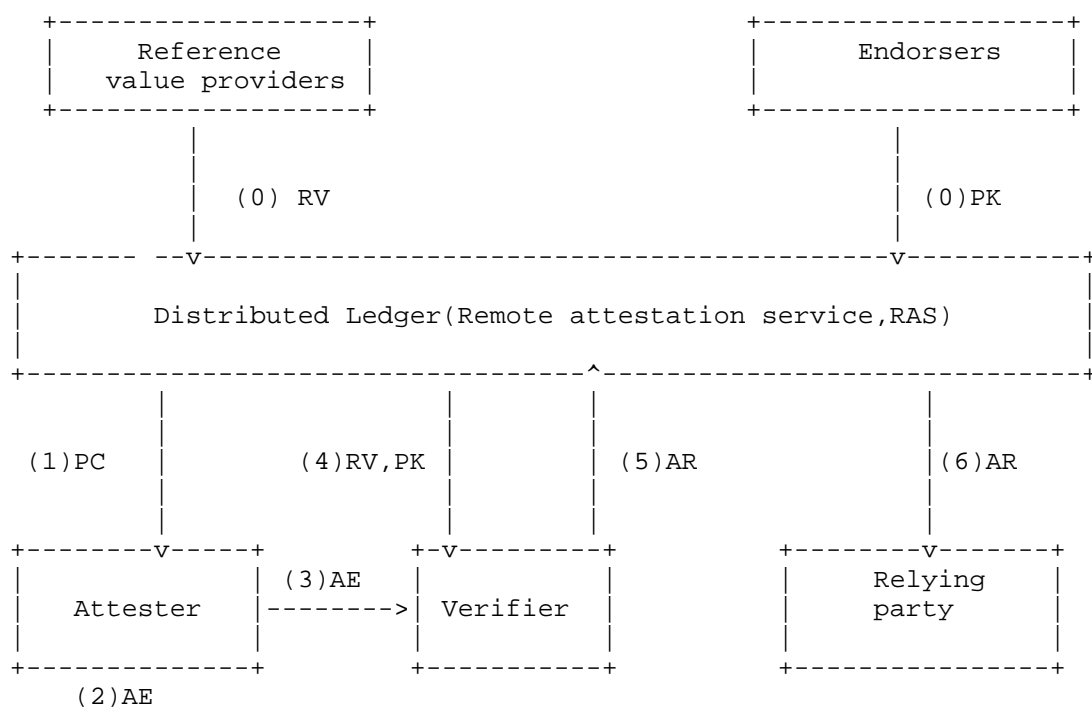 Reference Endorsers
value providers
(0) RV (0)PK
Distributed Ledger(Remote attestation service,RAS)
(1)PC (4)RV,PK (5)AR (6)AR
(3)AE Relying
Attester Verifier party
(2)AE